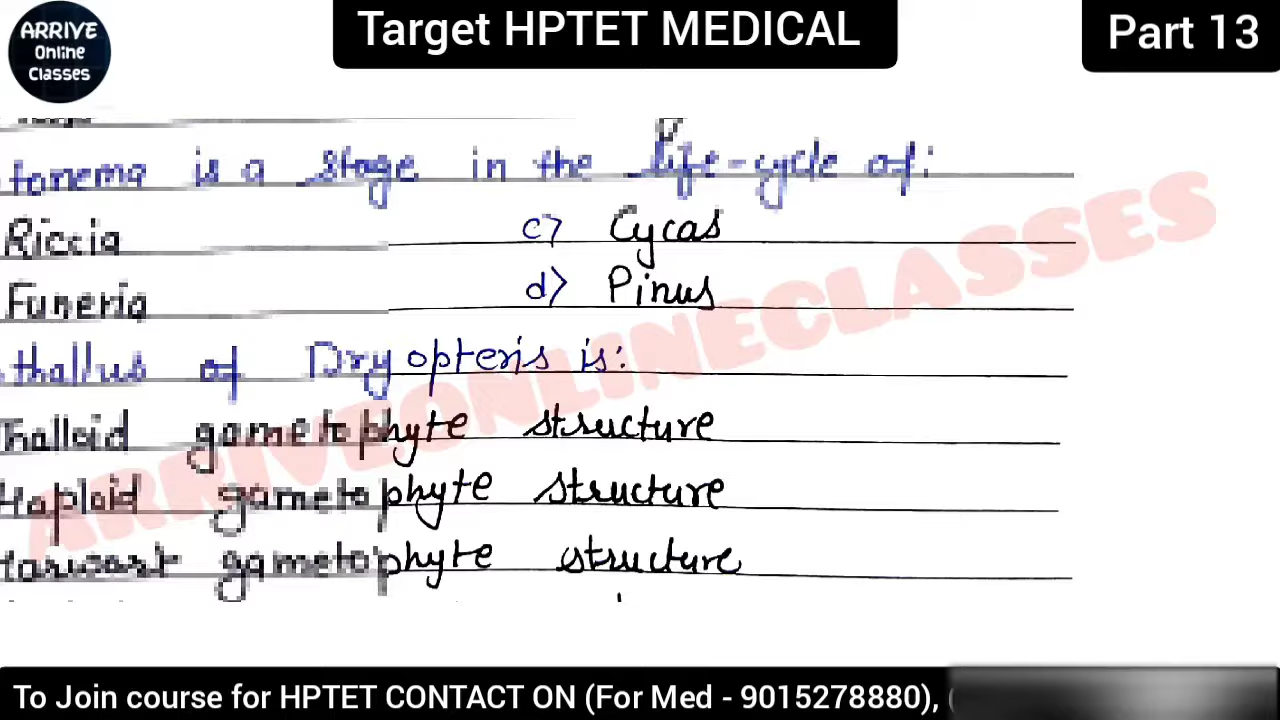 ARRIVE
Online
Classes
Target HPTET MEDICAL
Part 13
tonema is a stage in the life-cycle of:
Riccia c) Cycas
Funeria d) Pinus
thallus of Dryopteris is:
Thalloid gametophyte structure
Haploid gametophyte structure
gametophyte structure
ARRIVEONLINECLASSES
To Join course for HPTET CONTACT ON (For Med - 9015278880), (